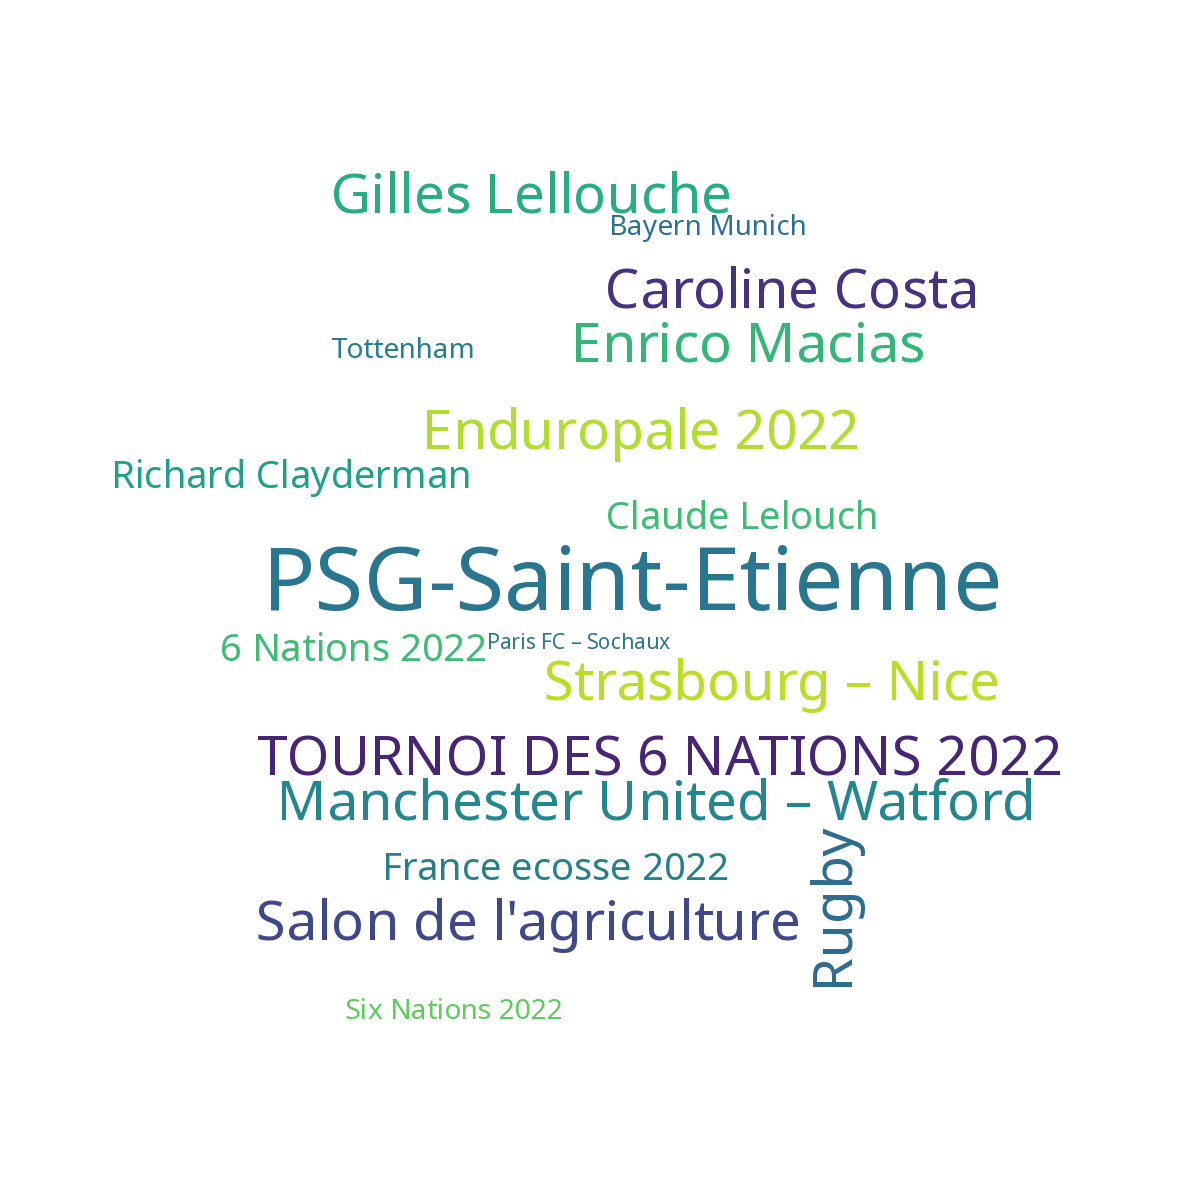 Gilles Lellouche
Bayern Munich
Caroline Costa
Enrico Macias
Tottenham
Enduropale 2022
Richard Clayderman
Claude Lelouch
PSG-Saint-Etienne
6 Nations 2022
Paris FC – Sochaux
Strasbourg – Nice
TOURNOI DES 6 NATIONS 2022
Manchester United – Watford
France ecosse 2022
Rugby
Salon de l'agriculture
Six Nations 2022